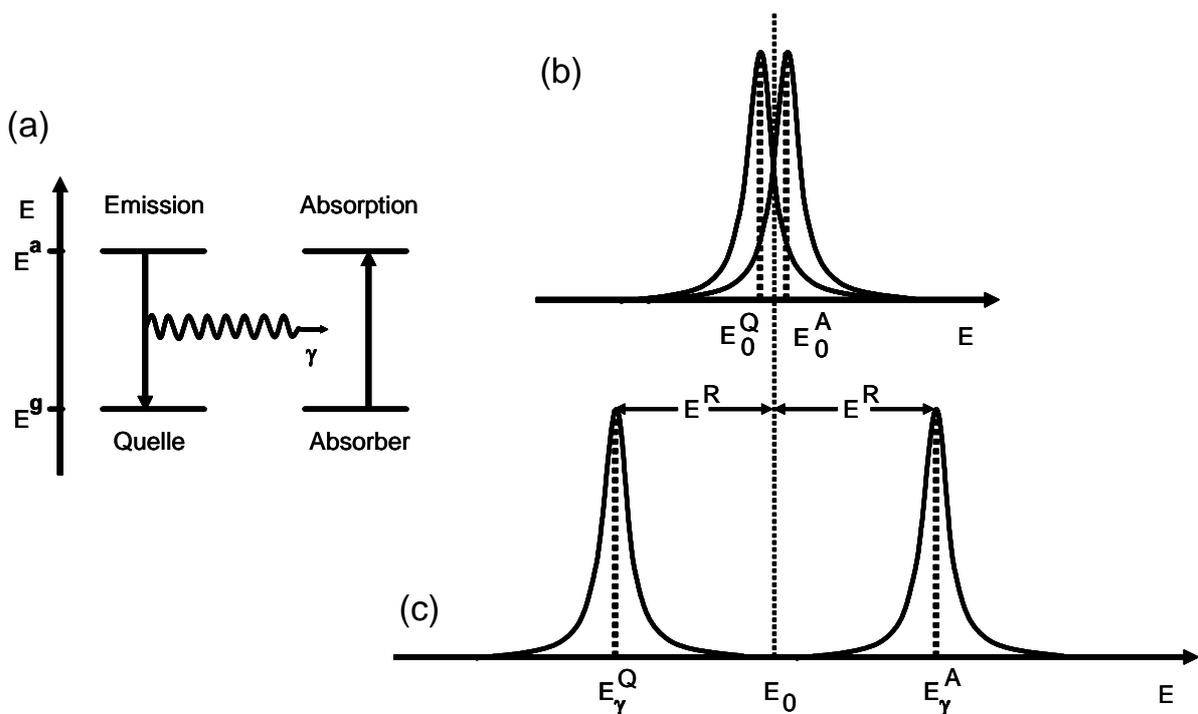 (a)
E
Emission
Absorption
E^a
γ
E^g
Quelle
Absorber
(b)
E_0^Q
E_0^A
E
E^R
E^R
(c)
E_γ^Q
E_0
E_γ^A
E